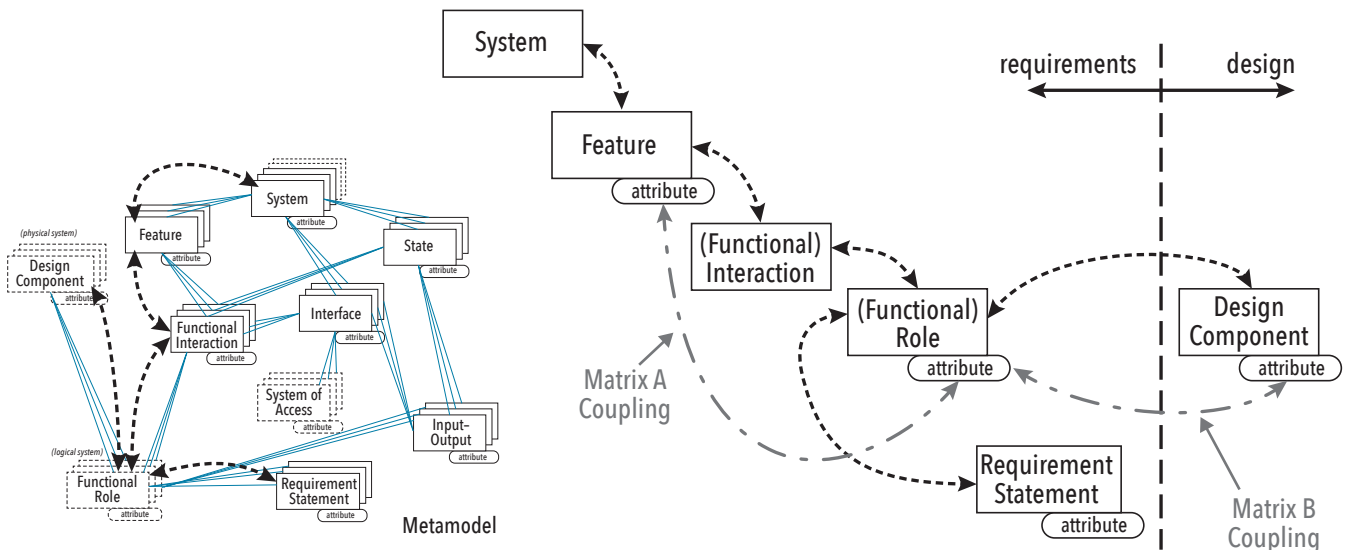 System
requirements
design
Feature
attribute
(Functional)
Interaction
(Functional)
Role
attribute
Design
Component
attribute
Matrix A
Coupling
Requirement
Statement
attribute
Matrix B
Coupling
System
attribute
Feature
attribute
State
attribute
(physical system)
Design
Component
attribute
Functional
Interaction
attribute
Interface
attribute
System of
Access
attribute
Input–
Output
attribute
(logical system)
Functional
Role
attribute
Requirement
Statement
attribute
Metamodel